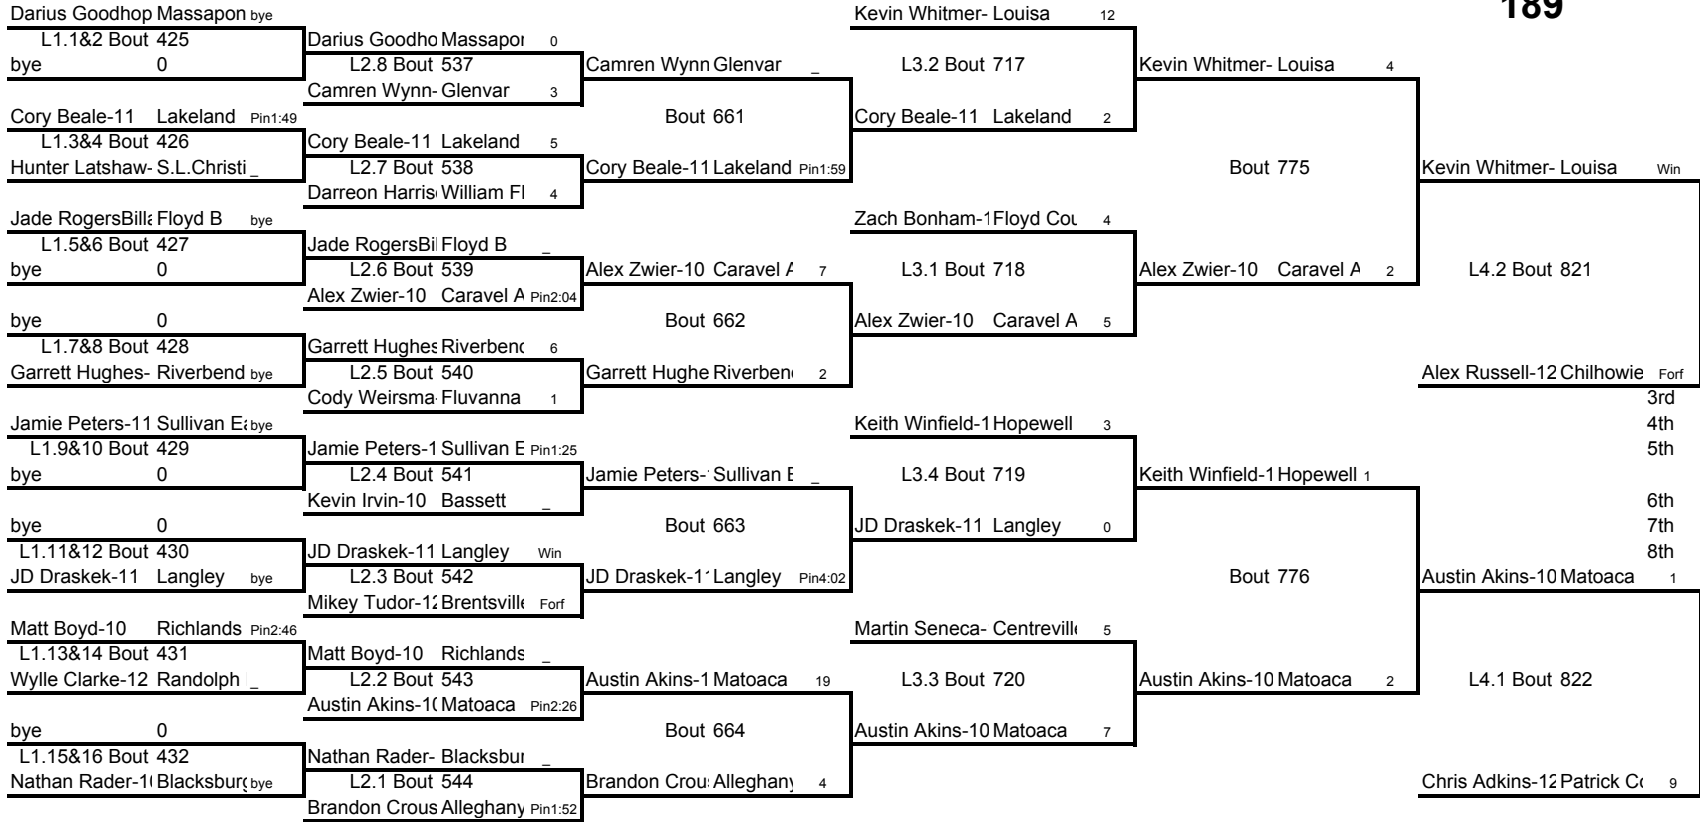 189
Darius Goodhop Massapon bye
Kevin Whitmer- Louisa 12
L1.1&2 Bout 425
Darius Goodho Massapor 0
bye 0
L2.8 Bout 537
Camren Wynn Glenvar _
L3.2 Bout 717
Kevin Whitmer- Louisa 4
Camren Wynn- Glenvar 3
Cory Beale-11 Lakeland Pin1:49
Bout 661
Cory Beale-11 Lakeland 2
L1.3&4 Bout 426
Cory Beale-11 Lakeland 5
Hunter Latshaw- S.L.Christi _
L2.7 Bout 538
Cory Beale-11 Lakeland Pin1:59
Bout 775
Kevin Whitmer- Louisa Win
Darreon Harris William Fl 4
Jade RogersBilla Floyd B bye
Zach Bonham-1 Floyd Cou 4
L1.5&6 Bout 427
Jade RogersBil Floyd B _
bye 0
L2.6 Bout 539
Alex Zwier-10 Caravel A 7
L3.1 Bout 718
Alex Zwier-10 Caravel A 2
L4.2 Bout 821
Alex Zwier-10 Caravel A Pin2:04
bye 0
Bout 662
Alex Zwier-10 Caravel A 5
L1.7&8 Bout 428
Garrett Hughes Riverbend 6
Garrett Hughes- Riverbend bye
L2.5 Bout 540
Garrett Hughe Riverben 2
Alex Russell-12 Chilhowie Forf
Cody Weirsma- Fluvanna 1
3rd
Jamie Peters-11 Sullivan Ea bye
Keith Winfield-1 Hopewell 3
4th
L1.9&10 Bout 429
Jamie Peters-1 Sullivan E Pin1:25
5th
bye 0
L2.4 Bout 541
Jamie Peters- Sullivan E _
L3.4 Bout 719
Keith Winfield-1 Hopewell 1
Kevin Irvin-10 Bassett _
6th
bye 0
Bout 663
JD Draskek-11 Langley 0
7th
L1.11&12 Bout 430
JD Draskek-11 Langley Win
8th
JD Draskek-11 Langley bye
L2.3 Bout 542
JD Draskek-1 Langley Pin4:02
Bout 776
Austin Akins-10 Matoaca 1
Mikey Tudor-12 Brentsville Forf
Matt Boyd-10 Richlands Pin2:46
Martin Seneca- Centreville 5
L1.13&14 Bout 431
Matt Boyd-10 Richlands _
Wylle Clarke-12 Randolph _
L2.2 Bout 543
Austin Akins-1 Matoaca 19
L3.3 Bout 720
Austin Akins-10 Matoaca 2
L4.1 Bout 822
Austin Akins-10 Matoaca Pin2:26
bye 0
Bout 664
Austin Akins-10 Matoaca 7
L1.15&16 Bout 432
Nathan Rader- Blacksbur _
Nathan Rader-10 Blacksburg bye
L2.1 Bout 544
Brandon Crou Alleghany 4
Chris Adkins-12 Patrick Co 9
Brandon Crous Alleghany Pin1:52